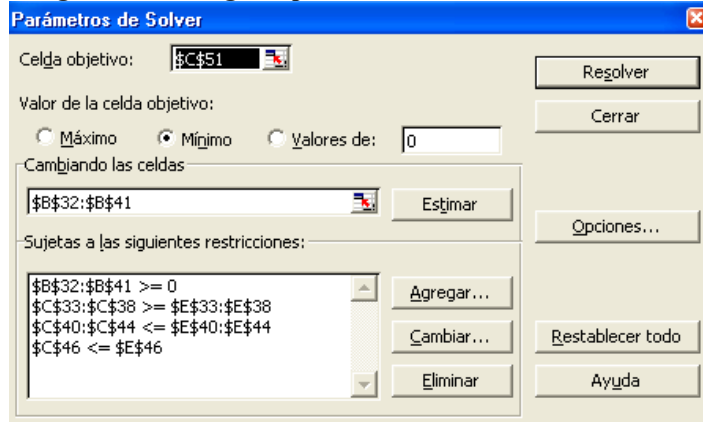 Parámetros de Solver
Celda objetivo: $C$51
Resolver
Valor de la celda objetivo:
Cerrar
Máximo Mínimo Valores de: 0
Cambiando las celdas
$B$32:$B$41 Estimar
Opciones...
Sujetas a las siguientes restricciones:
$B$32:$B$41 >= 0
$C$33:$C$38 >= $E$33:$E$38
$C$40:$C$44 <= $E$40:$E$44
$C$46 <= $E$46
Agregar...
Cambiar...
Restablecer todo
Eliminar
Ayuda